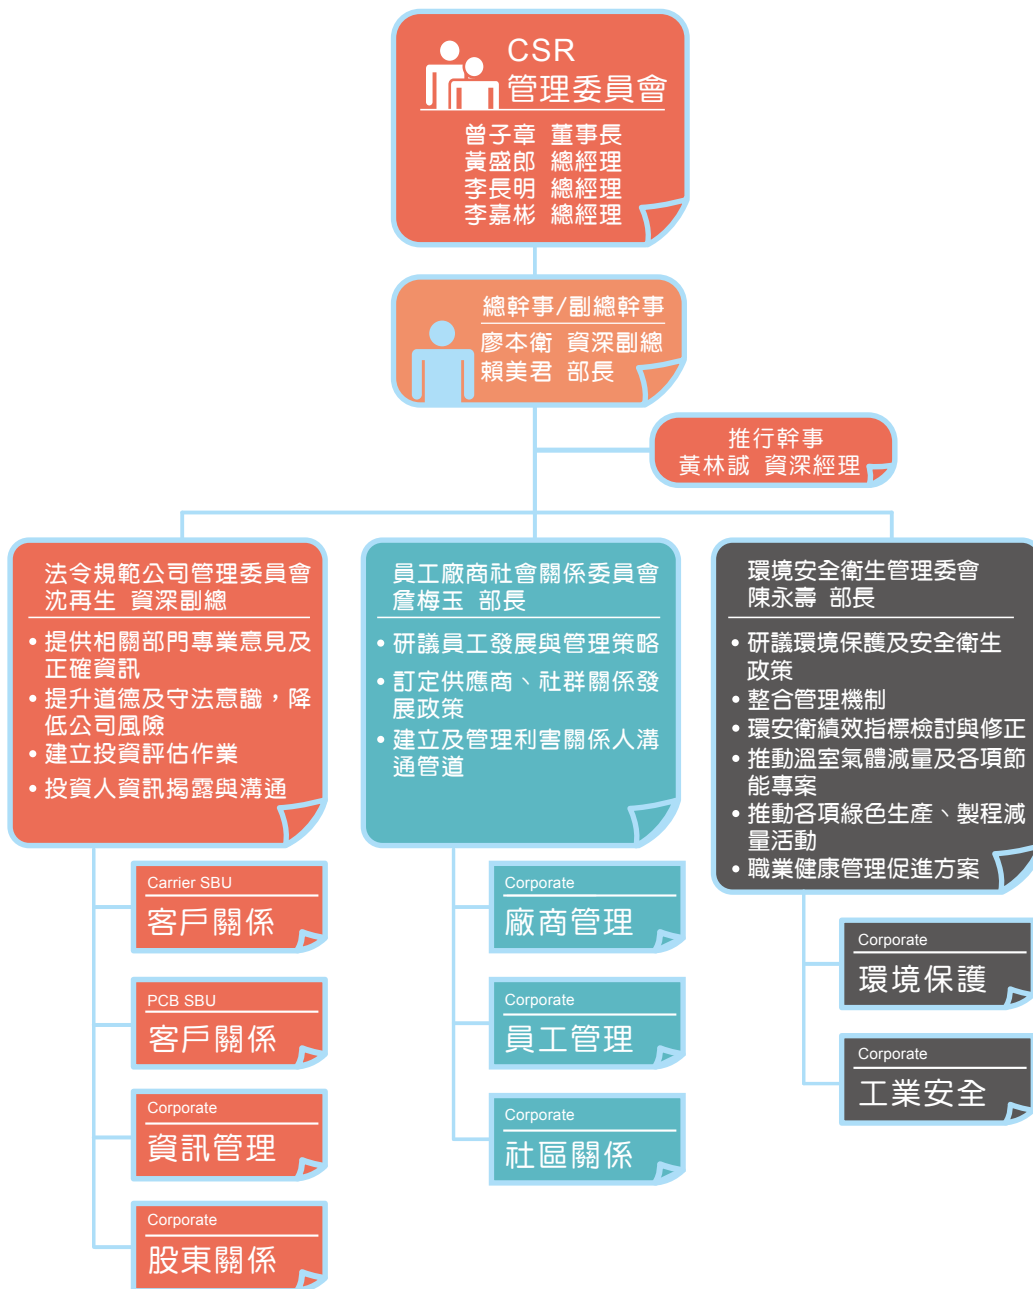 CSR
管理委員會
曾子章 董事長
黃盛郎 總經理
李長明 總經理
李嘉彬 總經理
總幹事/副總幹事
廖本衛 資深副總
賴美君 部長
推行幹事
黃林誠 資深經理
法令規範公司管理委員會
沈再生 資深副總
• 提供相關部門專業意見及
正確資訊
• 提升道德及守法意識，降
低公司風險
• 建立投資評估作業
• 投資人資訊揭露與溝通
Carrier SBU
客戶關係
PCB SBU
客戶關係
Corporate
資訊管理
Corporate
股東關係
員工廠商社會關係委員會
詹梅玉 部長
• 研議員工發展與管理策略
• 訂定供應商、社群關係發
展政策
• 建立及管理利害關係人溝
通管道
Corporate
廠商管理
Corporate
員工管理
Corporate
社區關係
環境安全衛生管理委會
陳永壽 部長
• 研議環境保護及安全衛生
政策
• 整合管理機制
• 環安衛績效指標檢討與修正
• 推動溫室氣體減量及各項節
能專案
• 推動各項綠色生產、製程減
量活動
• 職業健康管理促進方案
Corporate
環境保護
Corporate
工業安全